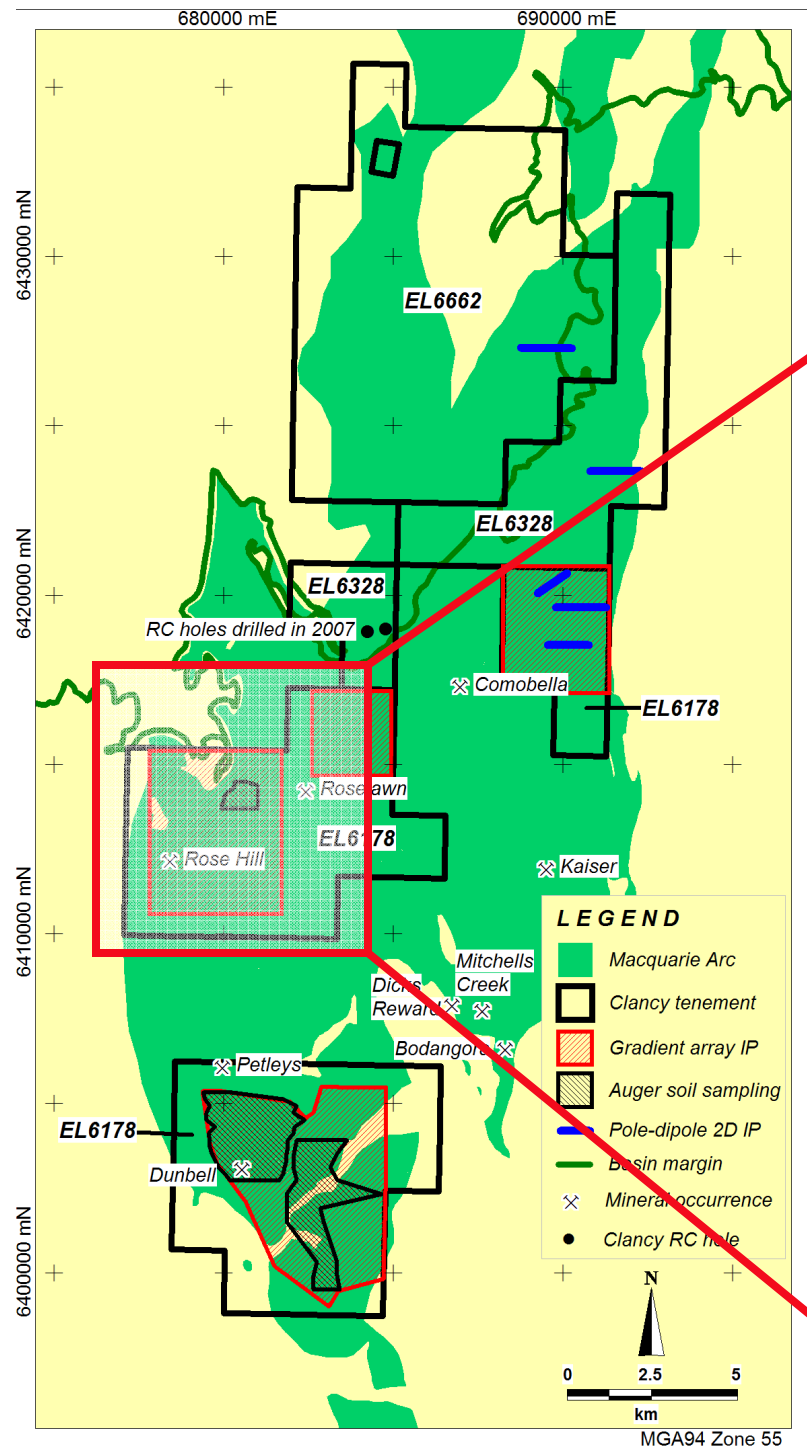 680000 mE
690000 mE
6430000 mN
EL6662
EL6328
6420000 mN
EL6328
RC holes drilled in 2007
Comobella
EL6178
Roselawn
EL6178
Rose Hill
Kaiser
6410000 mN
Mitchells
Creek
Dicks
Reward
Bodangora
Petleys
EL6178
Dunbell
6400000 mN
LEGEND
Macquarie Arc
Clancy tenement
Gradient array IP
Auger soil sampling
Pole-dipole 2D IP
Basin margin
Mineral occurrence
Clancy RC hole
N
0 2.5 5
km
MGA94 Zone 55